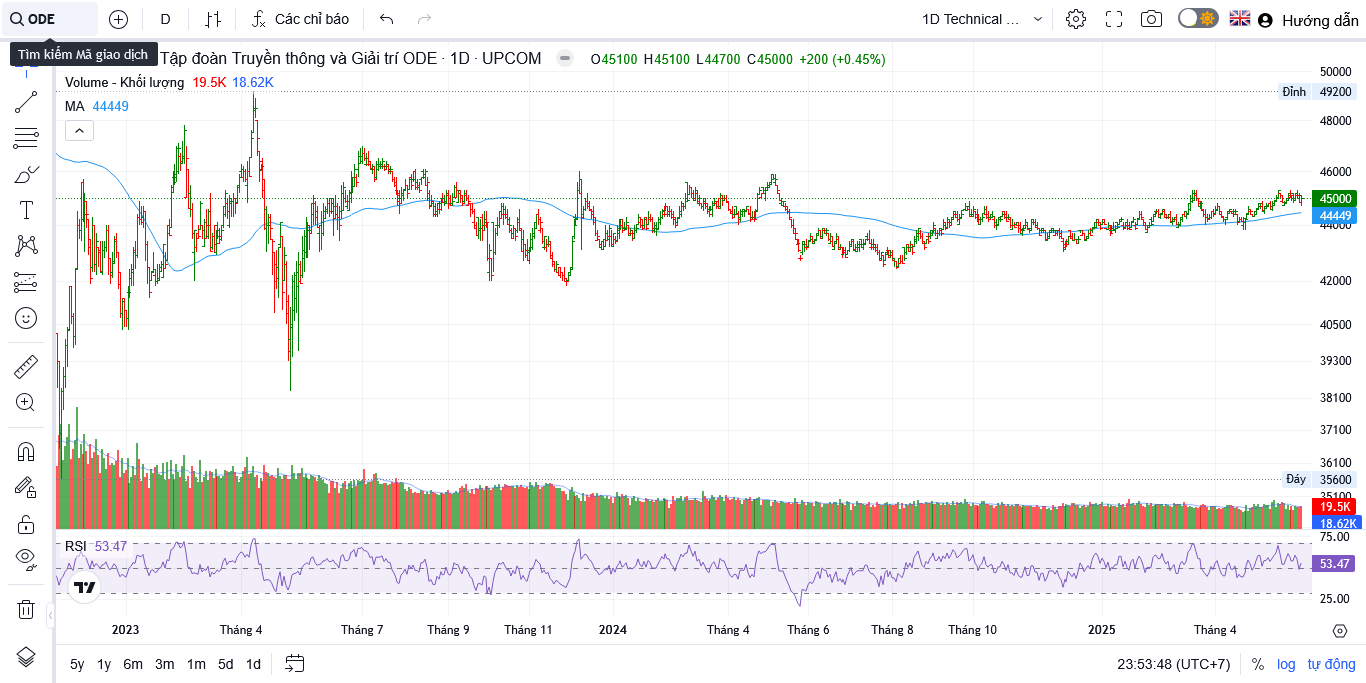 ODE
D
Các chỉ báo
1D Technical ...
Hướng dẫn
Tìm kiếm Mã giao dịch
Tập đoàn Truyền thông và Giải trí ODE · 1D · UPCOM
O45100 H45100 L44700 C45000 +200 (+0.45%)
Volume - Khối lượng 19.5K 18.62K
MA 44449
50000
Đỉnh 49200
48000
46000
45000
44449
44000
42000
40500
39300
38100
37100
36100
Đáy 35600
35100
19.5K
18.62K
RSI 53.47
75.00
53.47
25.00
2023 Tháng 4 Tháng 7 Tháng 9 Tháng 11 2024 Tháng 4 Tháng 6 Tháng 8 Tháng 10 2025 Tháng 4
5y 1y 6m 3m 1m 5d 1d
23:53:48 (UTC+7) % log tự động